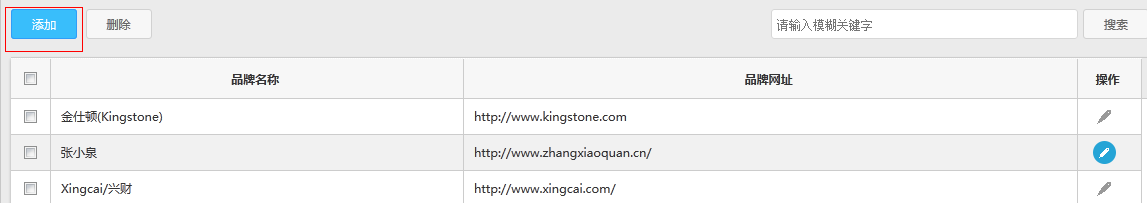 添加 删除 请输入模糊关键字 搜索
品牌名称 品牌网址 操作
金仕顿(Kingstone) http://www.kingstone.com
张小泉 http://www.zhangxiaoquan.cn/
Xingcai/兴财 http://www.xingcai.com/